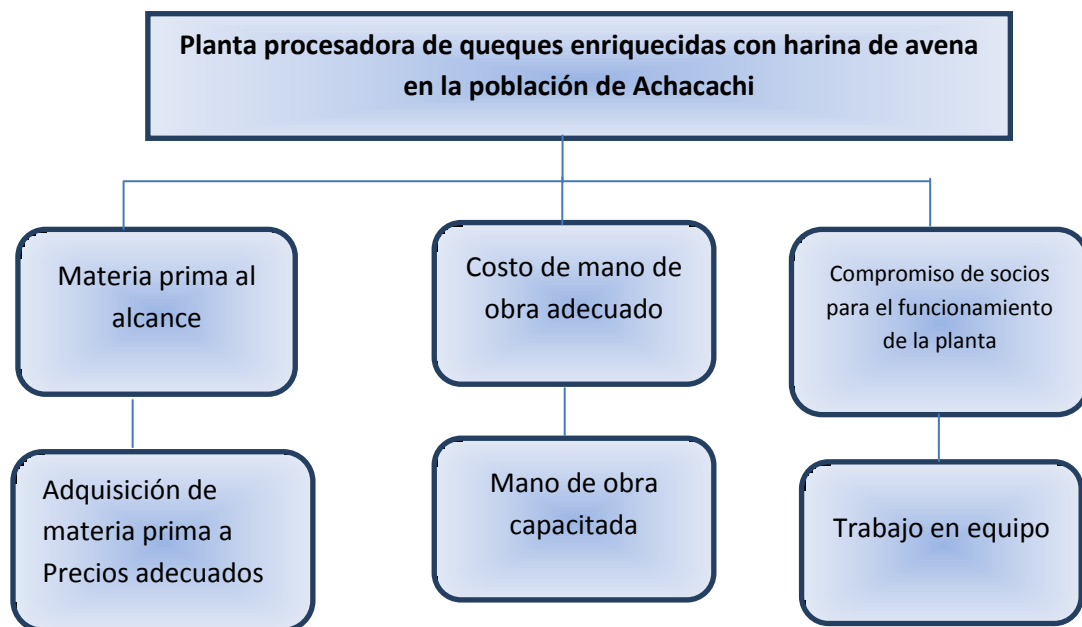 Planta procesadora de queques enriquecidas con harina de avena
en la población de Achacachi
Materia prima al
alcance
Costo de mano de
obra adecuado
Compromiso de socios
para el funcionamiento
de la planta
Adquisición de
materia prima a
Precios adecuados
Mano de obra
capacitada
Trabajo en equipo